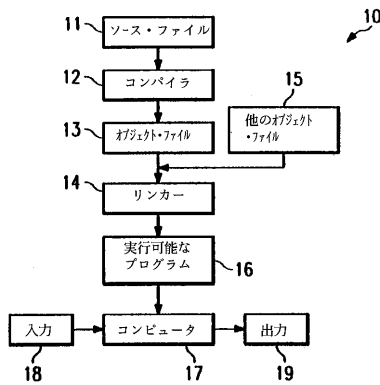 10
11
ソース・ファイル
12
コンパイラ
13
オブジェクト・ファイル
15
他のオブジェクト
・ファイル
14
リンカー
実行可能な
プログラム
16
入力
18
コンピュータ
17
出力
19